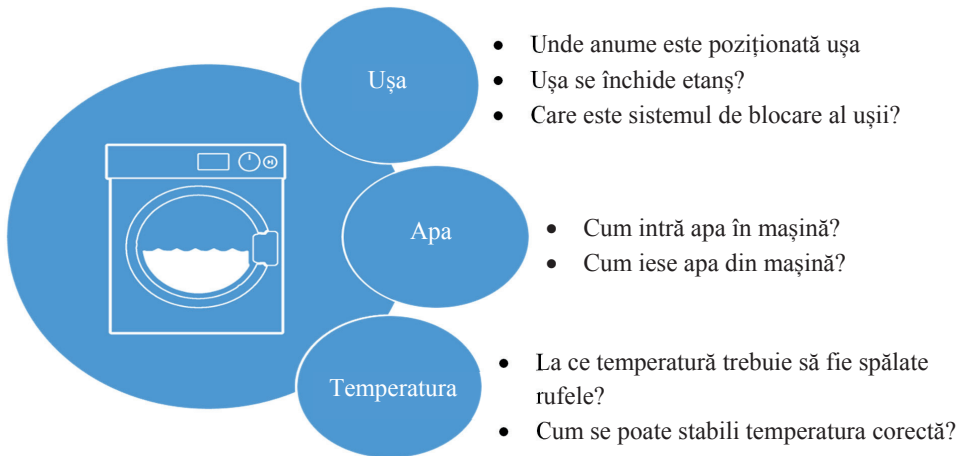 Ușa
• Unde anume este poziționată ușa
• Ușa se închide etanș?
• Care este sistemul de blocare al ușii?
Apa
• Cum intră apa în mașină?
• Cum iese apa din mașină?
Temperatura
• La ce temperatură trebuie să fie spălate
rufele?
• Cum se poate stabili temperatura corectă?